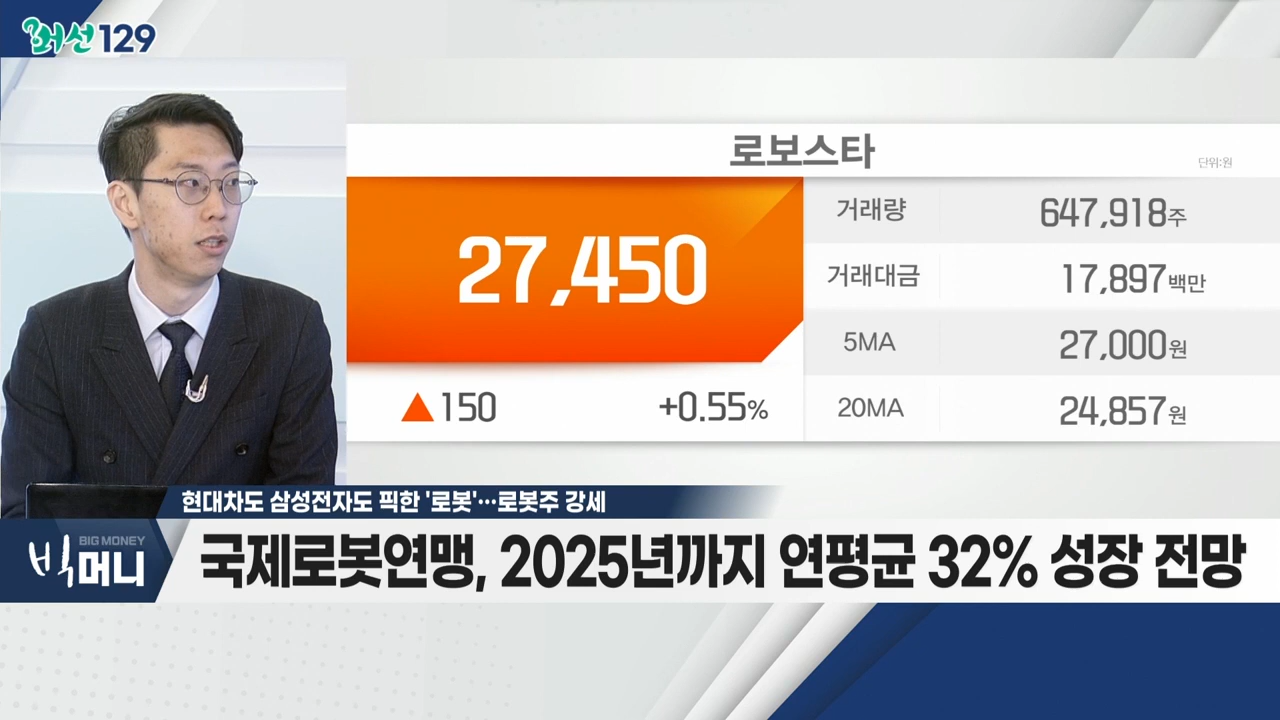 머선129
로보스타
단위:원
27,450
▲150 +0.55%
거래량 647,918주
거래대금 17,897백만
5MA 27,000원
20MA 24,857원
현대차도 삼성전자도 픽한 '로봇'…로봇주 강세
BIG MONEY
빅머니
국제로봇연맹, 2025년까지 연평균 32% 성장 전망